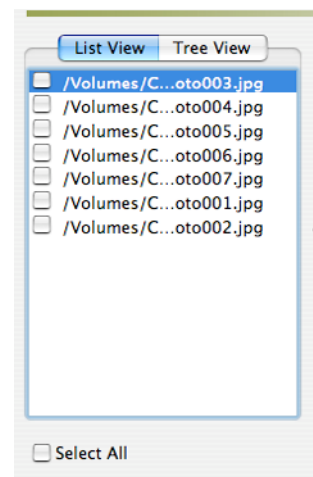 List View Tree View
/Volumes/C...oto003.jpg
/Volumes/C...oto004.jpg
/Volumes/C...oto005.jpg
/Volumes/C...oto006.jpg
/Volumes/C...oto007.jpg
/Volumes/C...oto001.jpg
/Volumes/C...oto002.jpg
Select All